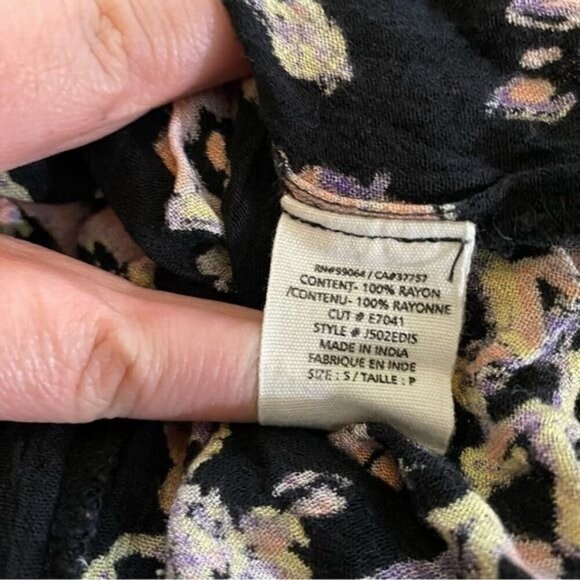 RN#99064 / CA#37757
CONTENT- 100% RAYON
/CONTENU- 100% RAYONNE
CUT # E7041
STYLE # J502EDIS
MADE IN INDIA
FABRIQUE EN INDE
SIZE : S / TAILLE : P